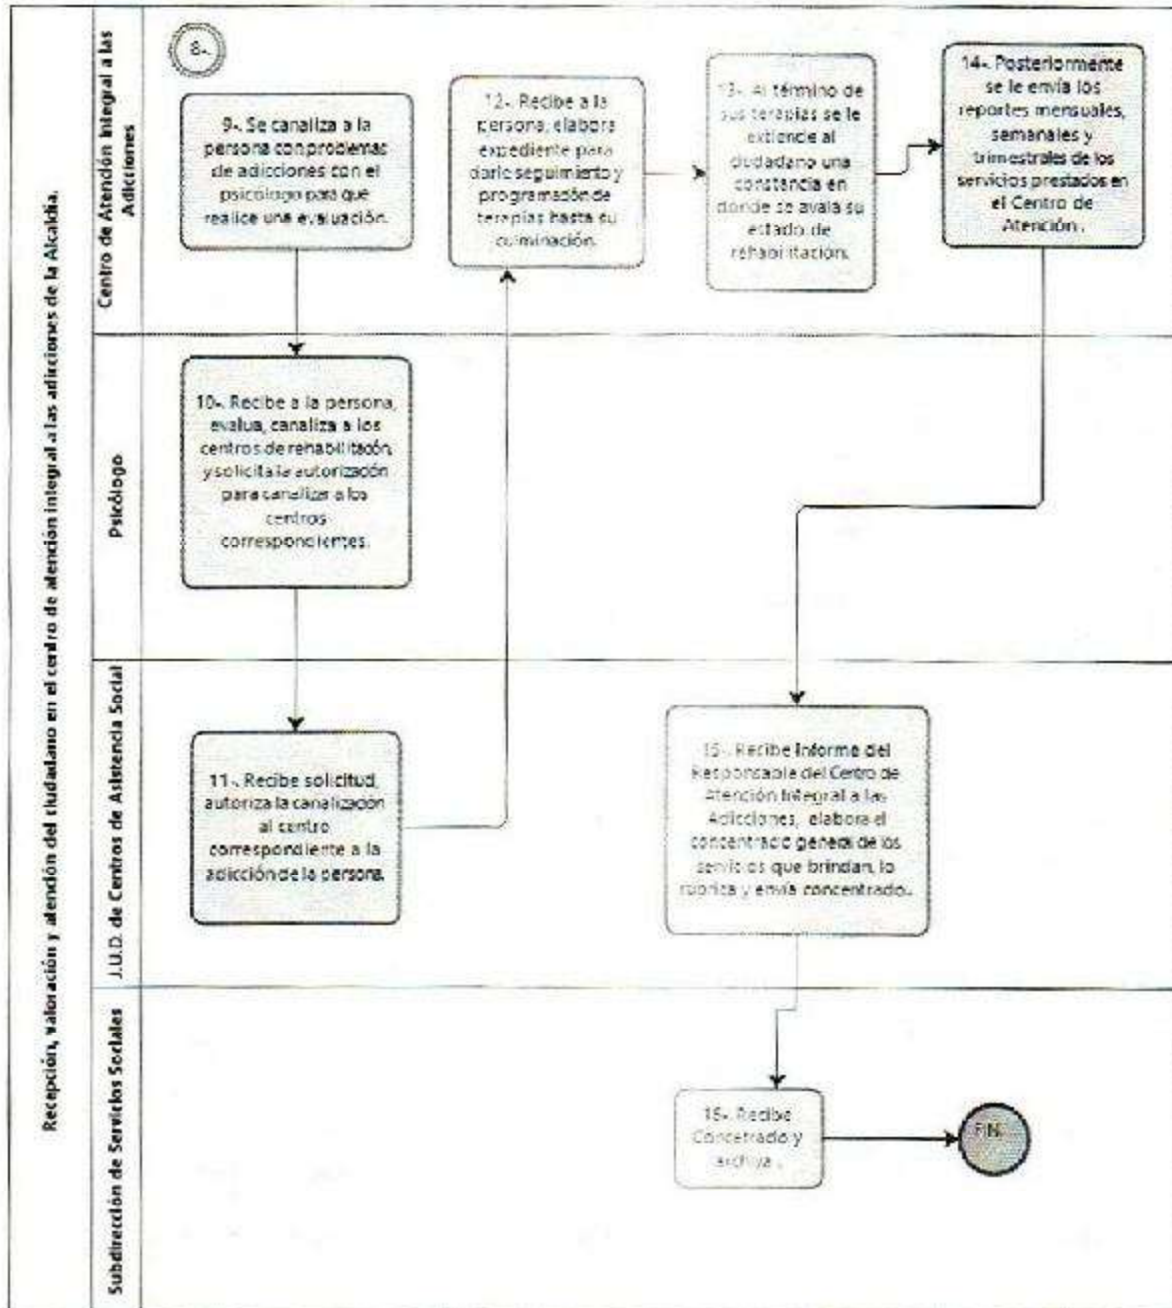 Recepción, valoración y atención del ciudadano en el centro de atención integral a las adicciones de la Alcaldía.
Centro de Atención Integral a las
Adicciones
8-.
9-. Se canaliza a la
persona con problemas
de adicciones con el
psicólogo para que
realice una evaluación.
12-. Recibe a la
persona, elabora
expediente para
darle seguimiento y
programación de
terapias hasta su
culminación.
13-. Al término de
sus terapias se le
extiende al
ciudadano una
constancia en
donde se avala su
estado de
rehabilitación.
14-. Posteriormente
se le envía los
reportes mensuales,
semanales y
trimestrales de los
servicios prestados en
el Centro de
Atención .
Psicólogo
10-. Recibe a la persona,
evalua, canaliza a los
centros de rehabilitacón,
y solicita la autorización
para canalizar a los
centros
correspondientes.
J.U.D. de Centros de Asistencia Social
11-. Recibe solicitud,
autoriza la canalización
al centro
correspondiente a la
adicción de la persona.
15-. Recibe informe del
Responsable del Centro de
Atención Integral a las
Adicciones, elabora el
concentrado general de los
servicios que brindan, lo
rubrica y envía concentrado..
Subdirección de Servicios Sociales
16-. Recibe
Concetrado y
archiva .
FIN.